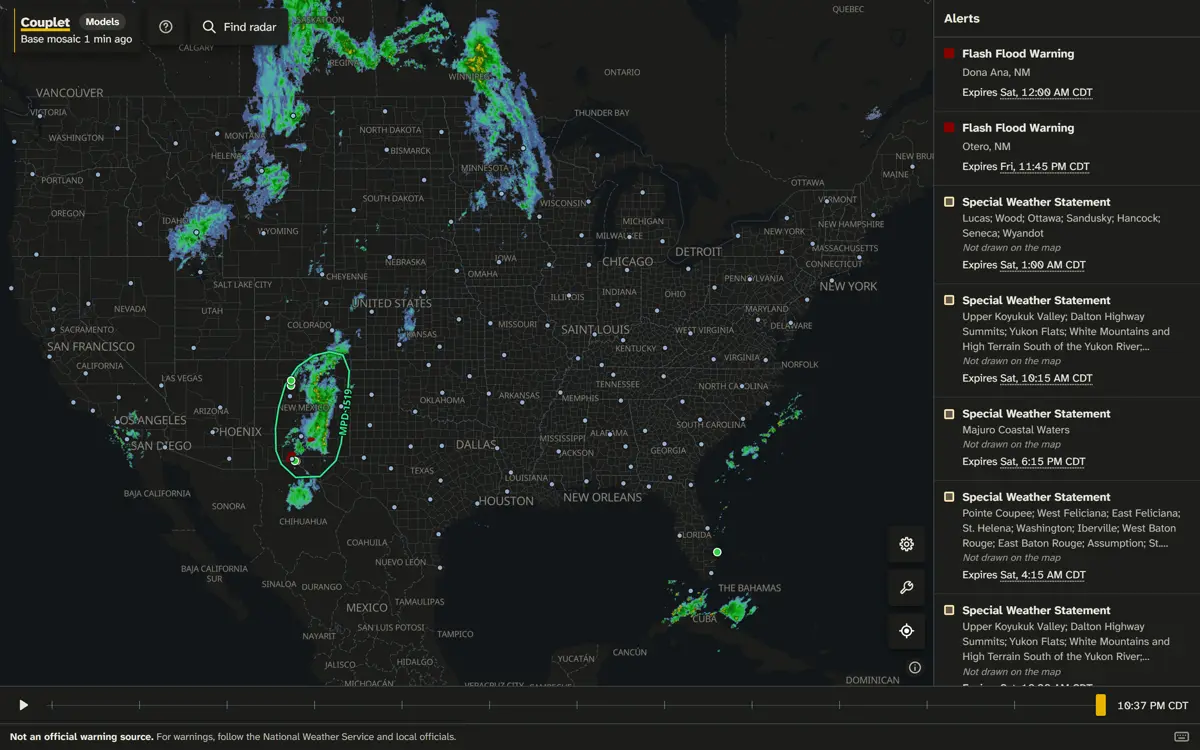 Couplet
Models
Base mosaic 1 min ago
Find radar
SASKATOON
QUEBEC
CALGARY
REGINA
WINNIPEG
ONTARIO
VANCOUVER
VICTORIA
THUNDER BAY
WASHINGTON
MONTANA
NORTH DAKOTA
HELENA
BISMARCK
MINNESOTA
NEW BRU
MAINE
PORTLAND
OTTAWA
OREGON
IDAHO
SOUTH DAKOTA
WISCONSIN
VERMONT
MICHIGAN
NEW YORK
NEW HAMPSHIRE
WYOMING
MILWAUKEE
MASSACHUSETTS
DETROIT
CONNECTICUT
NEBRASKA
IOWA
CHICAGO
CHEYENNE
OMAHA
PENNSYLVANIA
SALT LAKE CITY
NEW YORK
INDIANA
OHIO
ILLINOIS
UNITED STATES
NEVADA
UTAH
MARYLAND
COLORADO
MISSOURI
SAINT LOUIS
WEST VIRGINIA
DELAWARE
SACRAMENTO
KANSAS
SAN FRANCISCO
KENTUCKY
VIRGINIA
CALIFORNIA
NORFOLK
LAS VEGAS
TENNESSEE
NORTH CAROLINA
OKLAHOMA
ARKANSAS
MEMPHIS
NEW MEXICO
ARIZONA
MPD-1519
LOS ANGELES
PHOENIX
SOUTH CAROLINA
ALABAMA
MISSISSIPPI
SAN DIEGO
DALLAS
GEORGIA
JACKSON
TEXAS
LOUISIANA
BAJA CALIFORNIA
HOUSTON
NEW ORLEANS
SONORA
CHIHUAHUA
FLORIDA
COAHUILA
NUEVO LEÓN
BAJA CALIFORNIA
SUR
SINALOA
DURANGO
THE BAHAMAS
TAMAULIPAS
MEXICO
CUBA
SAN LUIS POTOSI
TAMPICO
NAYARIT
CANCÚN
YUCATÁN
JALISCO
HIDALGO
DOMINICAN
MICHOACÁN
VERACRUZ CITY
CAMPECHE
Alerts
Flash Flood Warning
Dona Ana, NM
Expires Sat, 12:00 AM CDT
Flash Flood Warning
Otero, NM
Expires Fri, 11:45 PM CDT
Special Weather Statement
Lucas; Wood; Ottawa; Sandusky; Hancock;
Seneca; Wyandot
Not drawn on the map
Expires Sat, 1:00 AM CDT
Special Weather Statement
Upper Koyukuk Valley; Dalton Highway
Summits; Yukon Flats; White Mountains and
High Terrain South of the Yukon River;...
Not drawn on the map
Expires Sat, 10:15 AM CDT
Special Weather Statement
Majuro Coastal Waters
Not drawn on the map
Expires Sat, 6:15 PM CDT
Special Weather Statement
Pointe Coupee; West Feliciana; East Feliciana;
St. Helena; Washington; Iberville; West Baton
Rouge; East Baton Rouge; Assumption; St....
Not drawn on the map
Expires Sat, 4:15 AM CDT
Special Weather Statement
Upper Koyukuk Valley; Dalton Highway
Summits; Yukon Flats; White Mountains and
High Terrain South of the Yukon River;...
Not drawn on the map
10:37 PM CDT
Not an official warning source. For warnings, follow the National Weather Service and local officials.